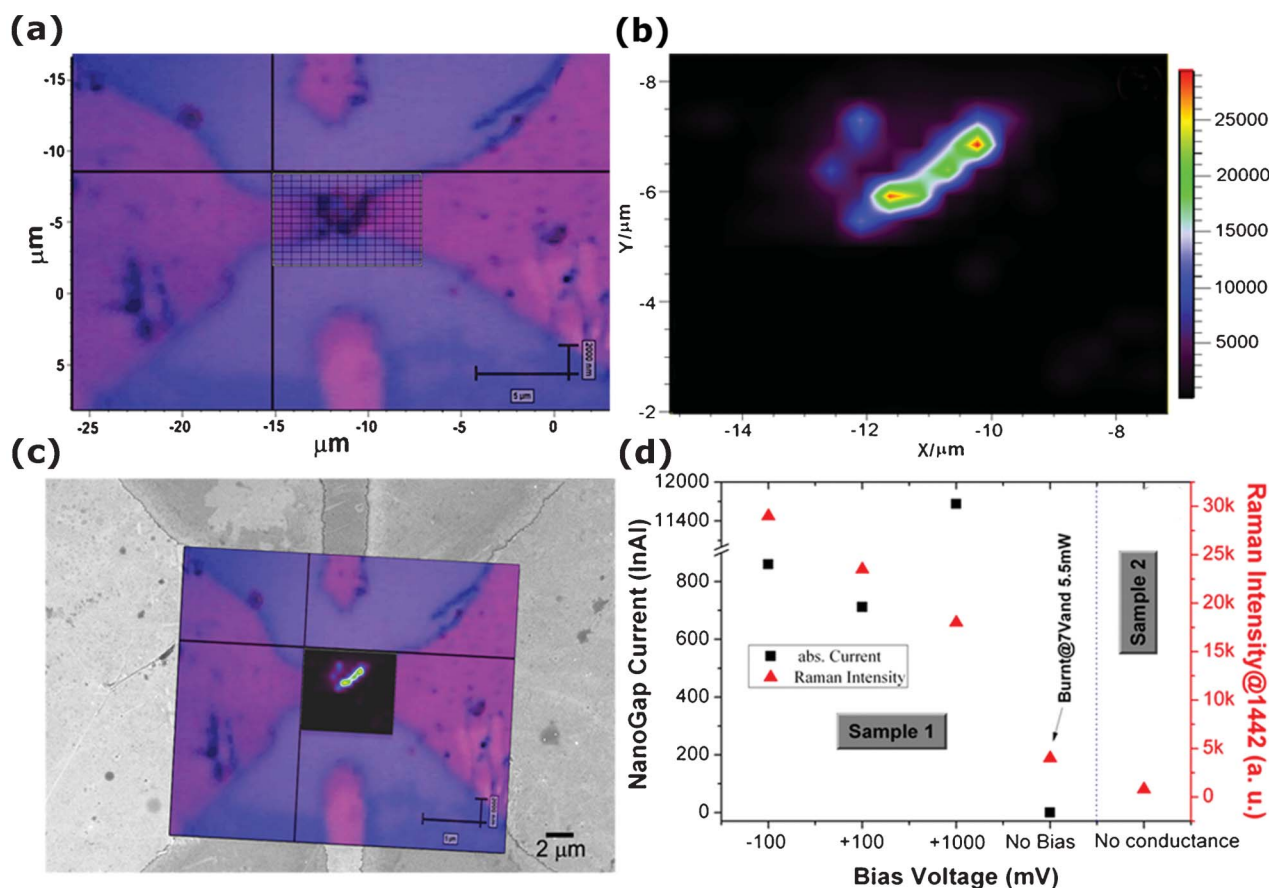 (a)
-15
-10
-5
0
5
μm
-25
-20
-15
-10
-5
0
μm
2000 nm
5 μm
(b)
-8
-6
-4
-2
Y/μm
-14
-12
-10
-8
X/μm
25000
20000
15000
10000
5000
(c)
2 μm
(d)
12000
11400
800
600
400
200
0
NanoGap Current (InAI)
abs. Current
Raman Intensity
Sample 1
Burnt@7Vand 5.5mW
Sample 2
30k
25k
20k
15k
10k
5k
0
Raman Intensity@1442 (a. u.)
-100
+100
+1000
No Bias
No conductance
Bias Voltage (mV)